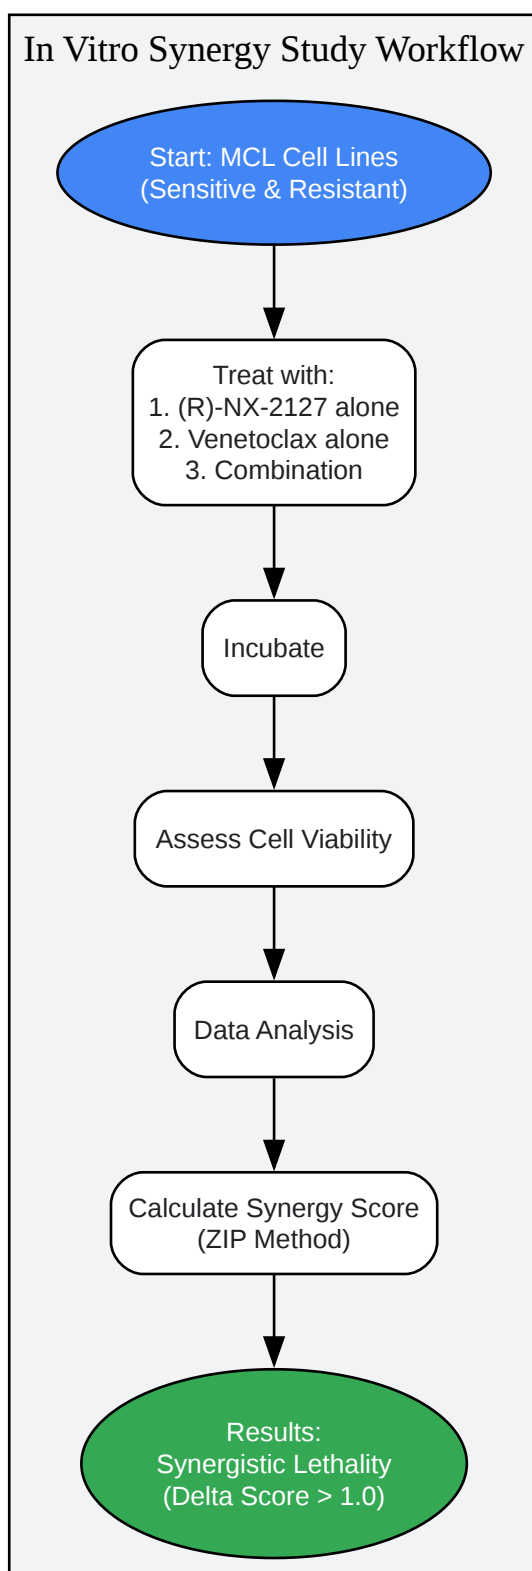 In Vitro Synergy Study Workflow
Start: MCL Cell Lines
(Sensitive & Resistant)
Treat with:
1. (R)-NX-2127 alone
2. Venetoclax alone
3. Combination
Incubate
Assess Cell Viability
Data Analysis
Calculate Synergy Score
(ZIP Method)
Results:
Synergistic Lethality
(Delta Score > 1.0)